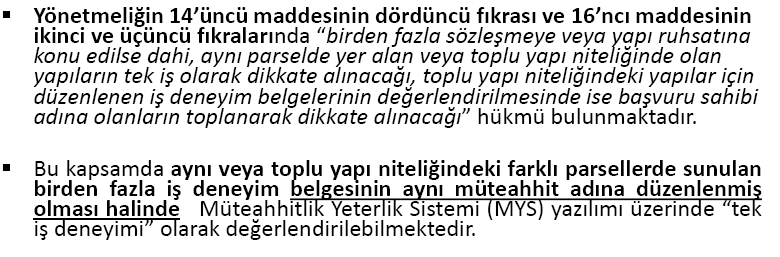 ▪ Yönetmeliğin 14’üncü maddesinin dördüncü fıkrası ve 16’ncı maddesinin
ikinci ve üçüncü fıkralarında “birden fazla sözleşmeye veya yapı ruhsatına
konu edilse dahi, aynı parselde yer alan veya toplu yapı niteliğinde olan
yapıların tek iş olarak dikkate alınacağı, toplu yapı niteliğindeki yapılar için
düzenlenen iş deneyim belgelerinin değerlendirilmesinde ise başvuru sahibi
adına olanların toplanarak dikkate alınacağı” hükmü bulunmaktadır.
▪ Bu kapsamda aynı veya toplu yapı niteliğindeki farklı parsellerde sunulan
birden fazla iş deneyim belgesinin aynı müteahhit adına düzenlenmiş
olması halinde Müteahhitlik Yeterlik Sistemi (MYS) yazılımı üzerinde “tek
iş deneyimi” olarak değerlendirilebilmektedir.